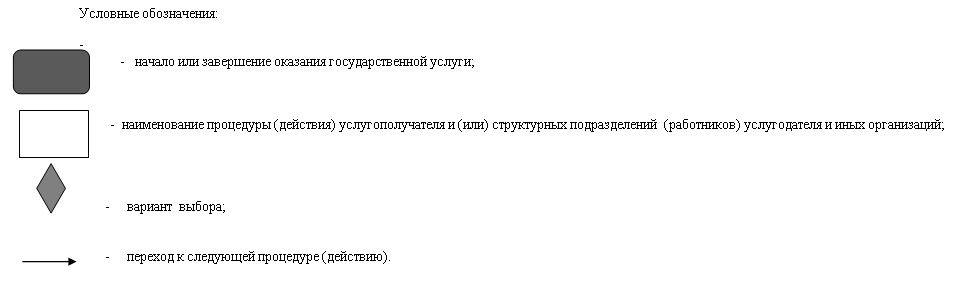 Условные обозначения:
-
- начало или завершение оказания государственной услуги;
- наименование процедуры (действия) услугополучателя и (или) структурных подразделений (работников) услугодателя и иных организаций;
- вариант выбора;
- переход к следующей процедуре (действию).